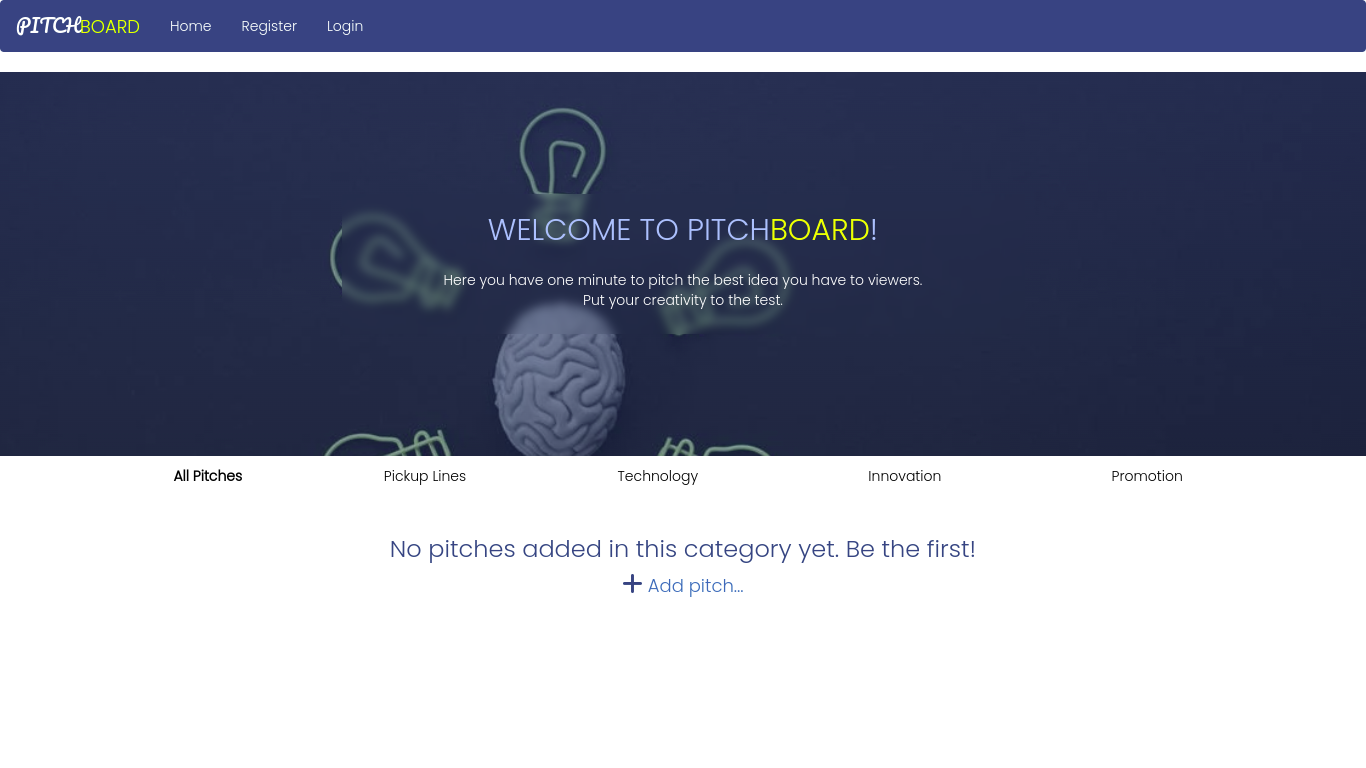 PITCHBOARD Home Register Login
WELCOME TO PITCHBOARD!
Here you have one minute to pitch the best idea you have to viewers.
Put your creativity to the test.
All Pitches Pickup Lines Technology Innovation Promotion
No pitches added in this category yet. Be the first!
Add pitch...